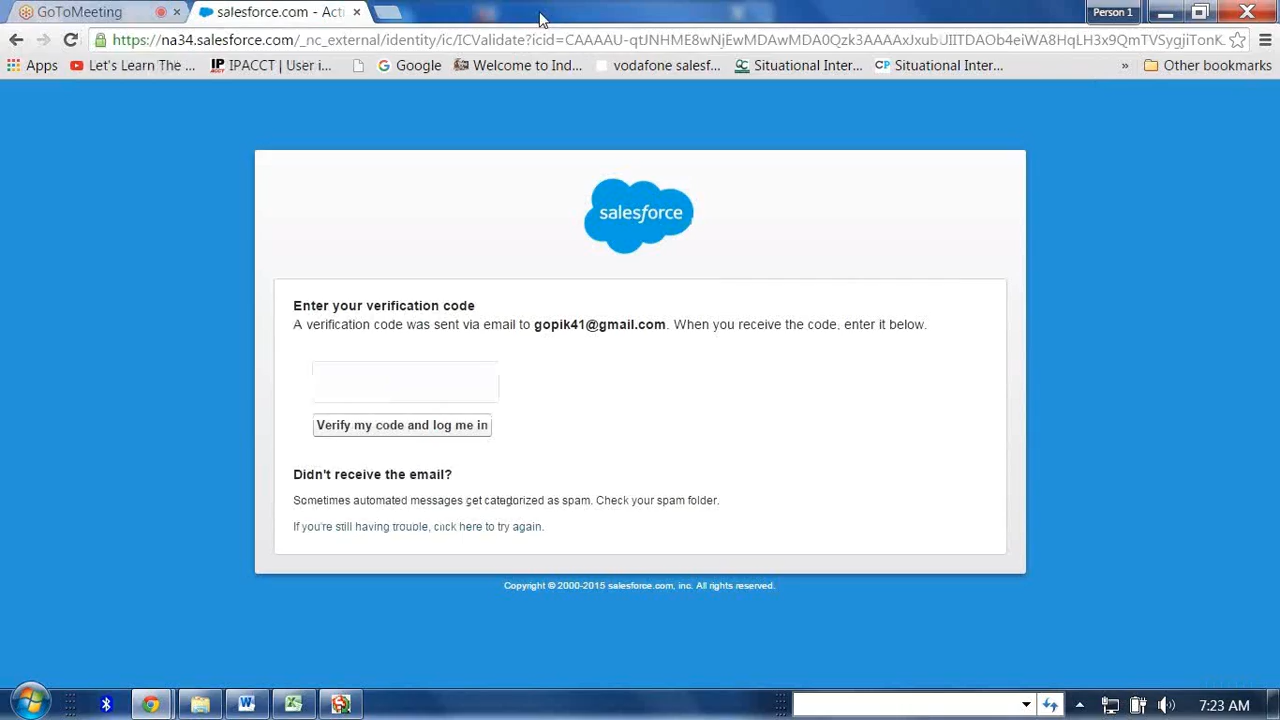 GoToMeeting
salesforce.com - Acti
Person 1
https://na34.salesforce.com/_nc_external/identity/ic/ICValidate?icid=
Apps
Let's Learn The ...
IPACCT | User i...
Google
Welcome to Ind...
vodafone salesf...
Situational Inter...
CP Situational Inter...
»
Other bookmarks
salesforce
Enter your verification code
A verification code was sent via email to gopik41@gmail.com. When you receive the code, enter it below.
Verify my code and log me in
Didn't receive the email?
Sometimes automated messages get categorized as spam. Check your spam folder.
If you're still having trouble, click here to try again.
Copyright © 2000-2015 salesforce.com, inc. All rights reserved.
7:23 AM